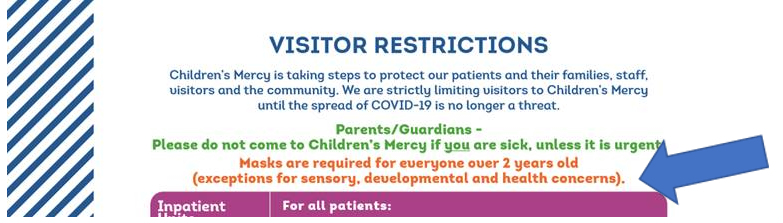 VISITOR RESTRICTIONS
Children's Mercy is taking steps to protect our patients and their families, staff,
visitors and the community. We are strictly limiting visitors to Children's Mercy
until the spread of COVID-19 is no longer a threat.
Parents/Guardians –
Please do not come to Children's Mercy if you are sick, unless it is urgent
Masks are required for everyone over 2 years old
(exceptions for sensory, developmental and health concerns).
Inpatient For all patients:
Units